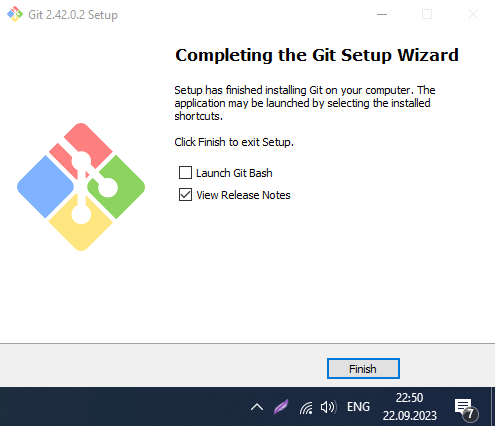 Git 2.42.0.2 Setup
Completing the Git Setup Wizard
Setup has finished installing Git on your computer. The
application may be launched by selecting the installed
shortcuts.
Click Finish to exit Setup.
Launch Git Bash
View Release Notes
Finish
ENG
22:50
22.09.2023
7